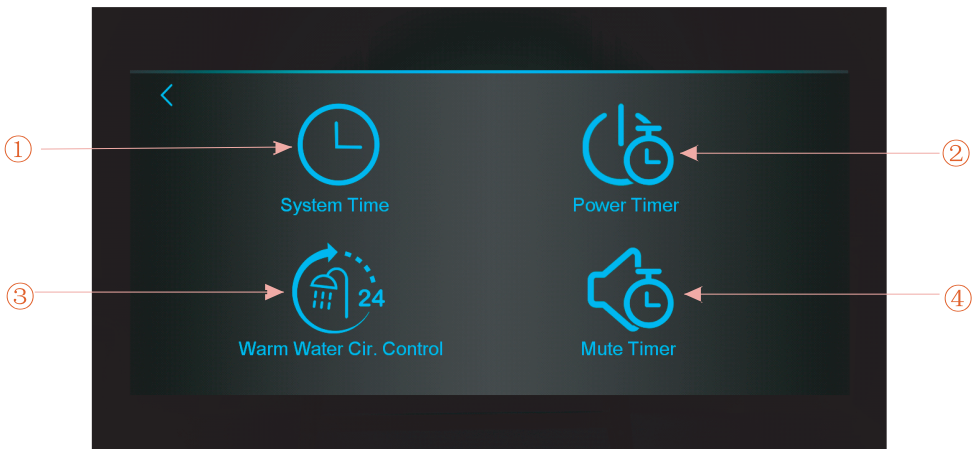 ① System Time
② Power Timer
③ 24
Warm Water Cir. Control
④ Mute Timer